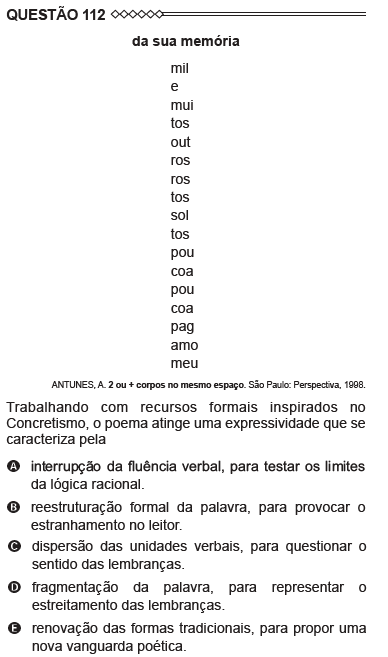 QUESTÃO 112
da sua memória
mil
e
mui
tos
out
ros
ros
tos
sol
tos
pou
coa
pou
coa
pag
amo
meu
ANTUNES, A. 2 ou + corpos no mesmo espaço. São Paulo: Perspectiva, 1998.
Trabalhando com recursos formais inspirados no
Concretismo, o poema atinge uma expressividade que se
caracteriza pela
A interrupção da fluência verbal, para testar os limites
da lógica racional.
B reestruturação formal da palavra, para provocar o
estranhamento no leitor.
C dispersão das unidades verbais, para questionar o
sentido das lembranças.
D fragmentação da palavra, para representar o
estreitamento das lembranças.
E renovação das formas tradicionais, para propor uma
nova vanguarda poética.